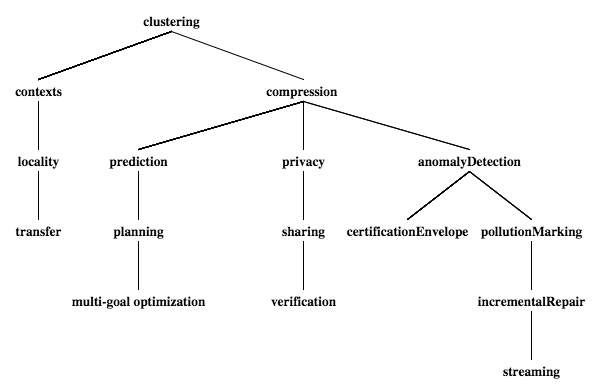 clustering
contexts compression
locality prediction privacy anomalyDetection
transfer planning sharing certificationEnvelope pollutionMarking
multi-goal optimization verification incrementalRepair
streaming